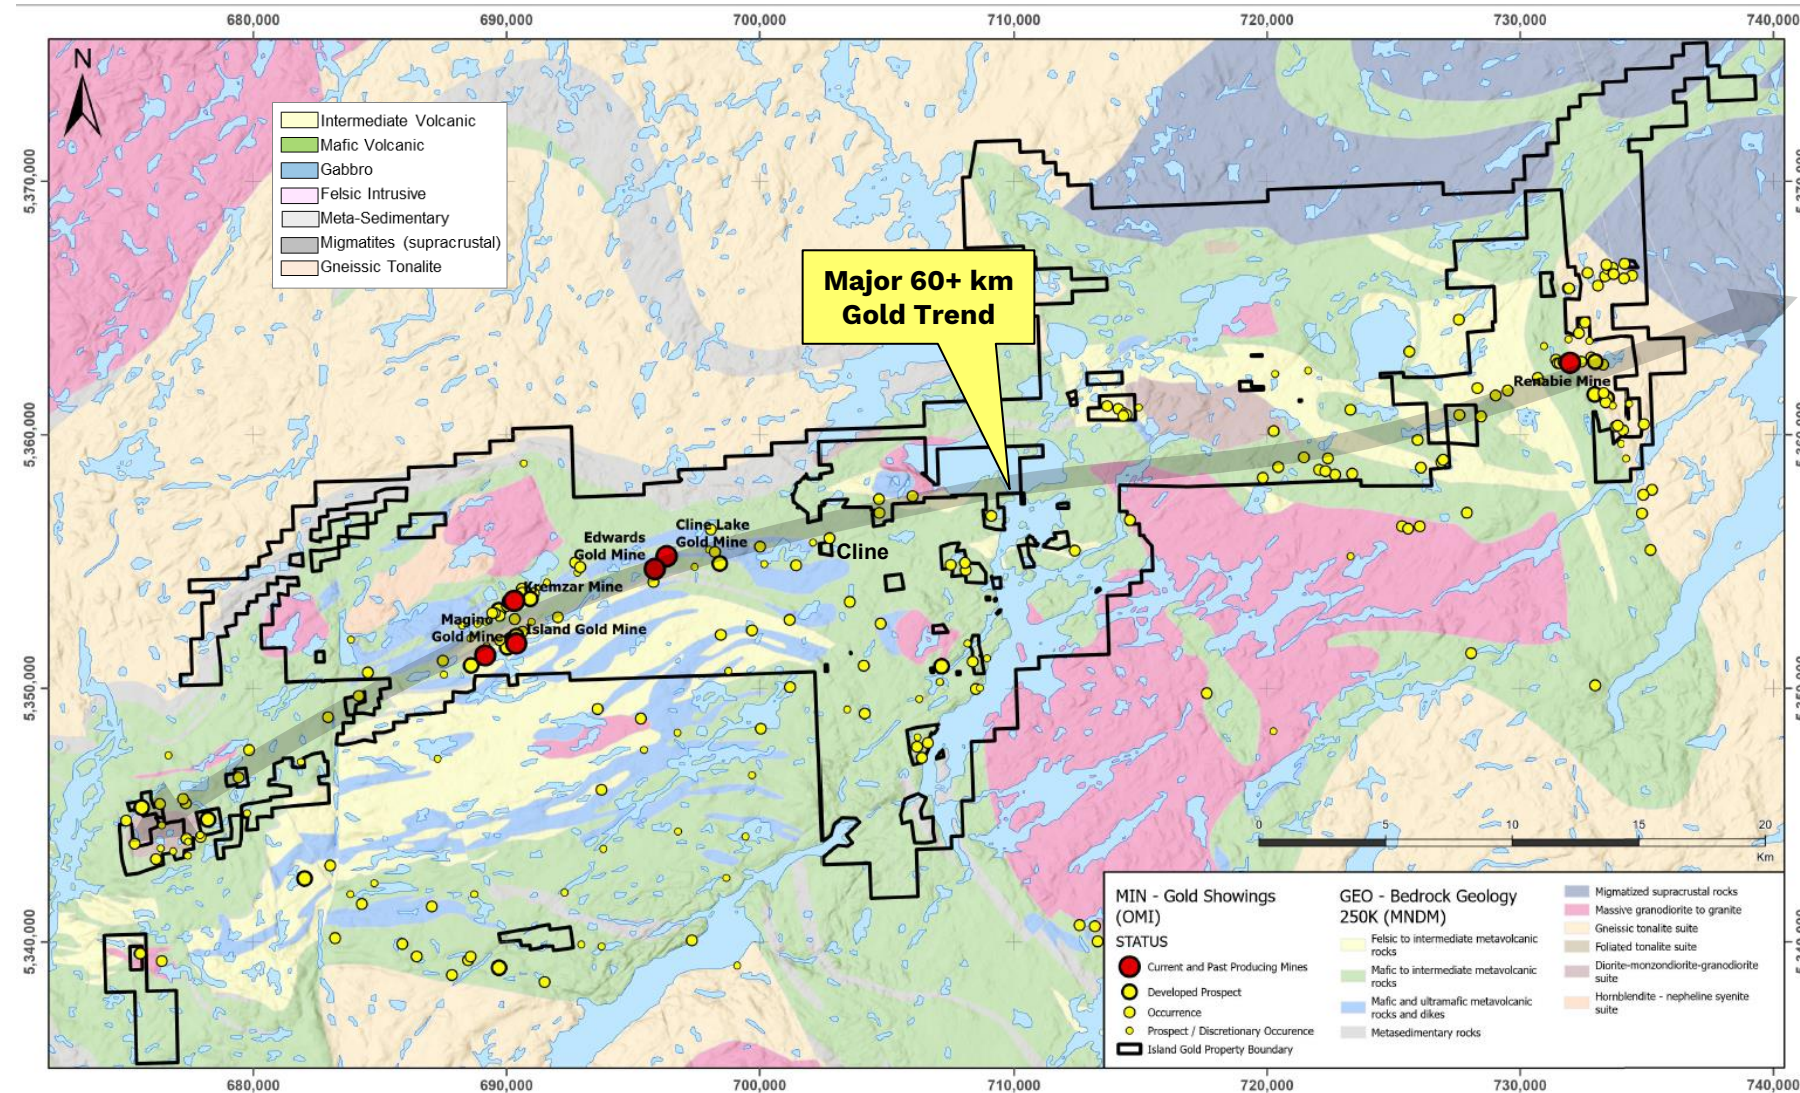 680,000
690,000
700,000
710,000
720,000
730,000
740,000
N
Intermediate Volcanic
Mafic Volcanic
Gabbro
Felsic Intrusive
Meta-Sedimentary
Migmatites (supracrustal)
Gneissic Tonalite
5,370,000
5,360,000
5,350,000
5,340,000
Major 60+ km
Gold Trend
Renabie Mine
Cline Lake
Gold Mine
Edwards
Gold Mine
Cline
Kremzar Mine
Magino
Gold Mine
Island Gold Mine
0
5
10
15
20
Km
MIN - Gold Showings
(OMI)
STATUS
Current and Past Producing Mines
Developed Prospect
Occurrence
Prospect / Discretionary Occurence
Island Gold Property Boundary
GEO - Bedrock Geology
250K (MNDM)
Felsic to intermediate metavolcanic
rocks
Mafic to intermediate metavolcanic
rocks
Mafic and ultramafic metavolcanic
rocks and dikes
Metasedimentary rocks
Migmatized supracrustal rocks
Massive granodiorite to granite
Gneissic tonalite suite
Foliated tonalite suite
Diorite-monzondiorite-granodiorite
suite
Hornblendite - nepheline syenite
suite
680,000
690,000
700,000
710,000
720,000
730,000
740,000